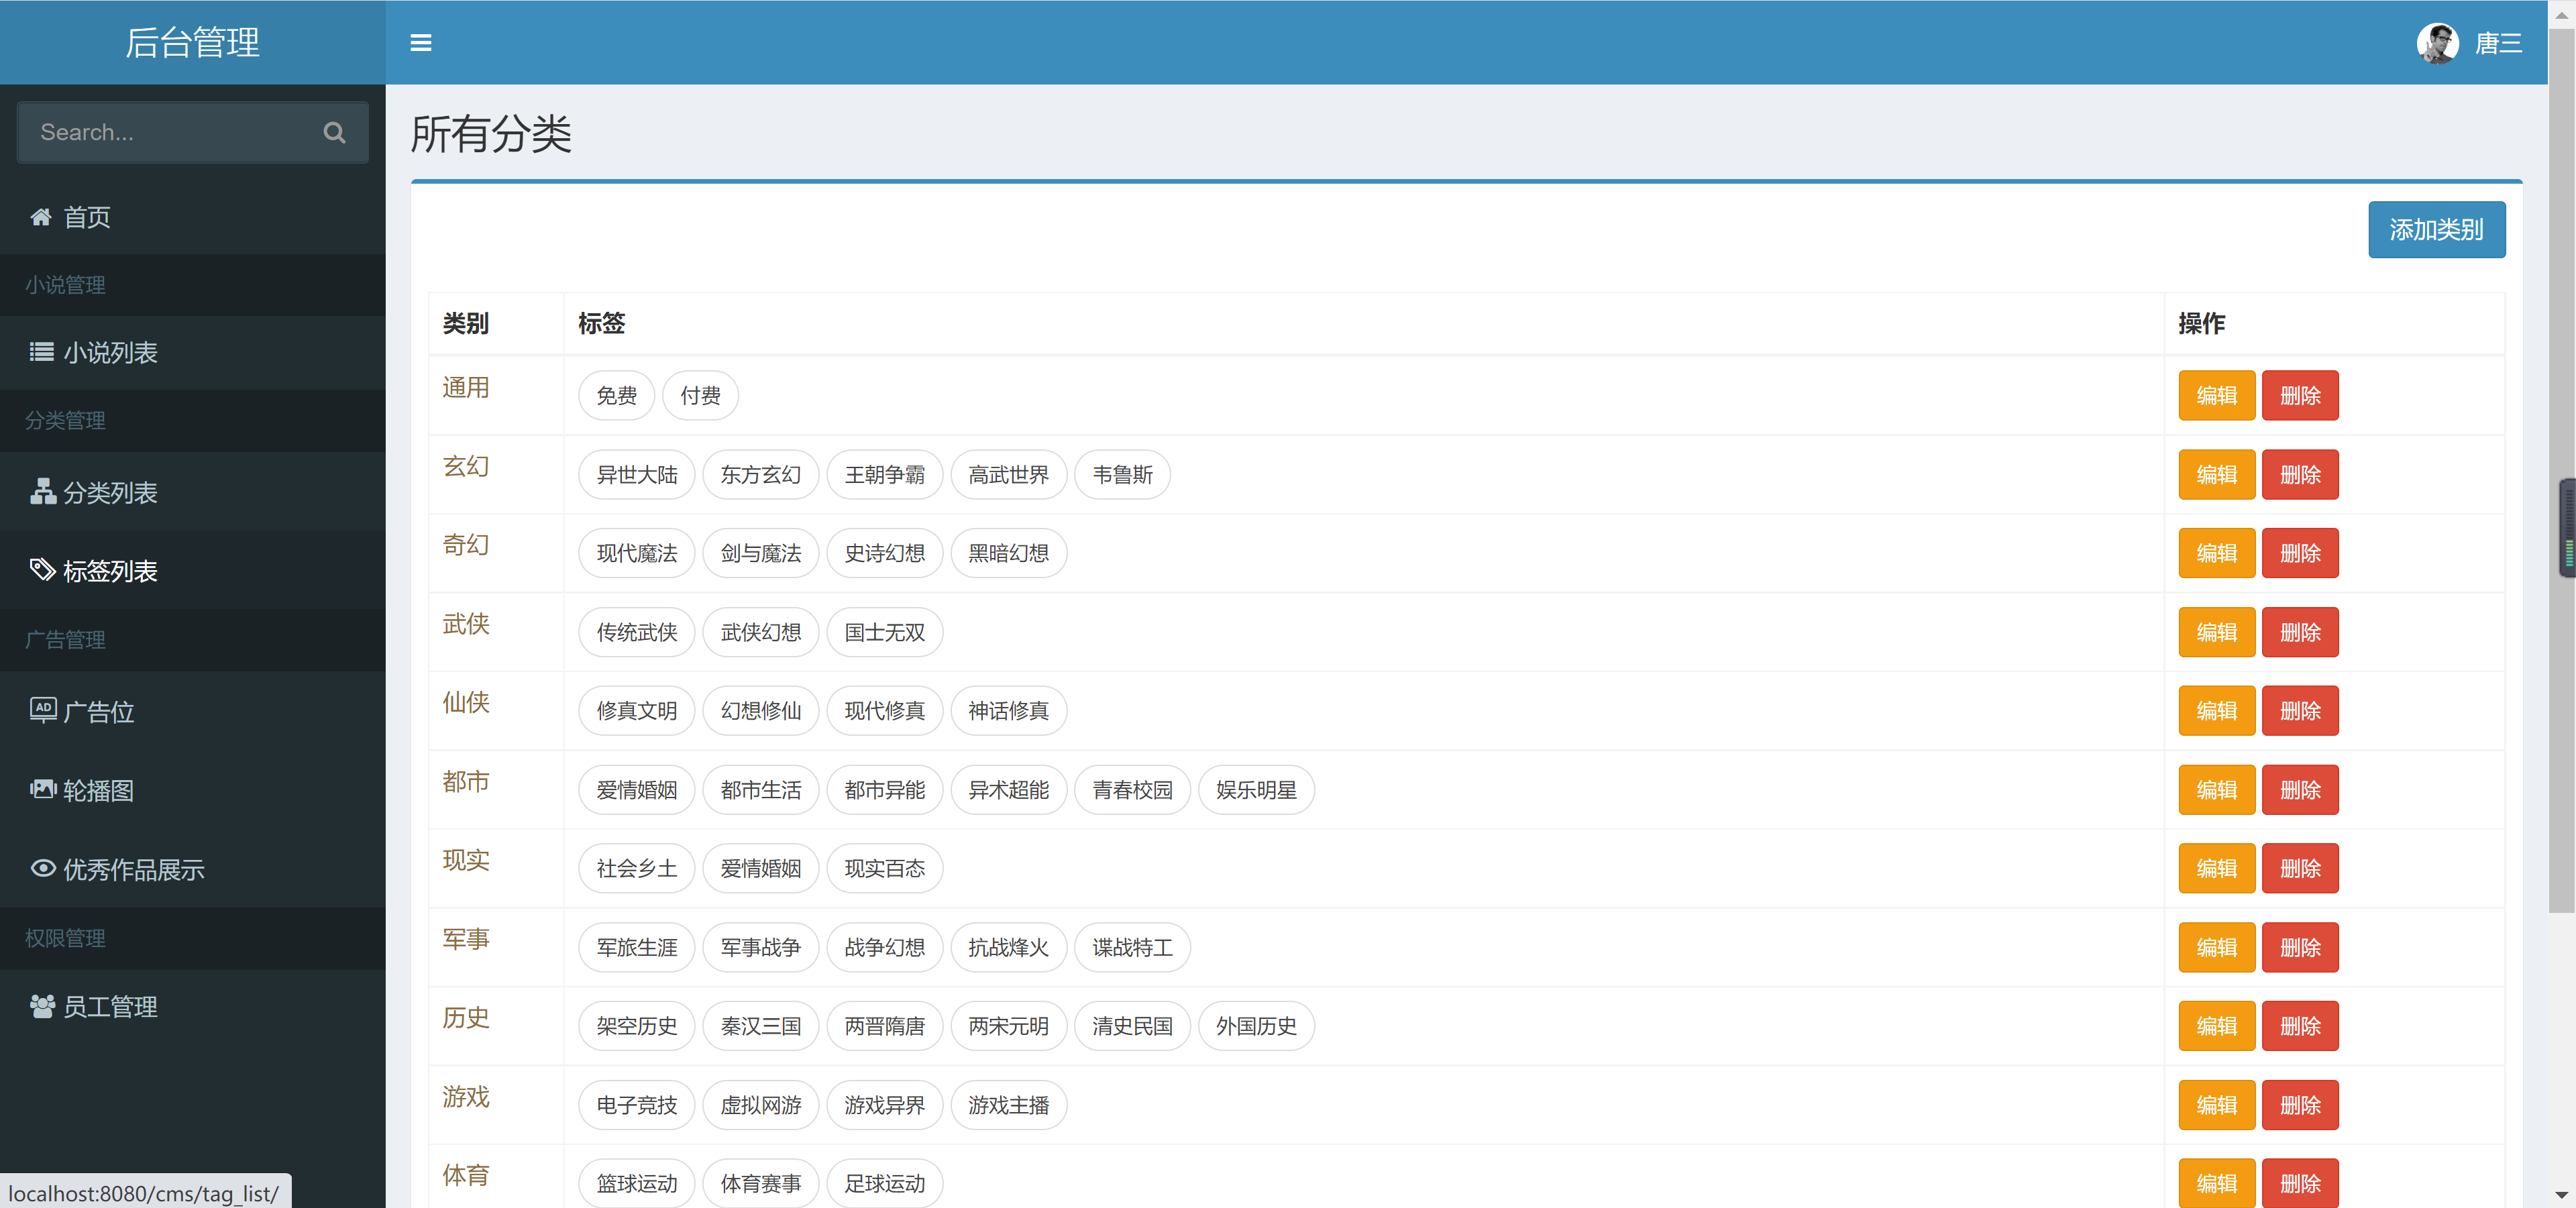 后台管理
唐三
Search...
首页
小说管理
小说列表
分类管理
分类列表
标签列表
广告管理
AD 广告位
轮播图
优秀作品展示
权限管理
员工管理
localhost:8080/cms/tag_list/
所有分类
添加类别
类别 标签 操作
通用 免费 付费 编辑 删除
玄幻 异世大陆 东方玄幻 王朝争霸 高武世界 韦鲁斯 编辑 删除
奇幻 现代魔法 剑与魔法 史诗幻想 黑暗幻想 编辑 删除
武侠 传统武侠 武侠幻想 国士无双 编辑 删除
仙侠 修真文明 幻想修仙 现代修真 神话修真 编辑 删除
都市 爱情婚姻 都市生活 都市异能 异术超能 青春校园 娱乐明星 编辑 删除
现实 社会乡土 爱情婚姻 现实百态 编辑 删除
军事 军旅生涯 军事战争 战争幻想 抗战烽火 谍战特工 编辑 删除
历史 架空历史 秦汉三国 两晋隋唐 两宋元明 清史民国 外国历史 编辑 删除
游戏 电子竞技 虚拟网游 游戏异界 游戏主播 编辑 删除
体育 篮球运动 体育赛事 足球运动 编辑 删除